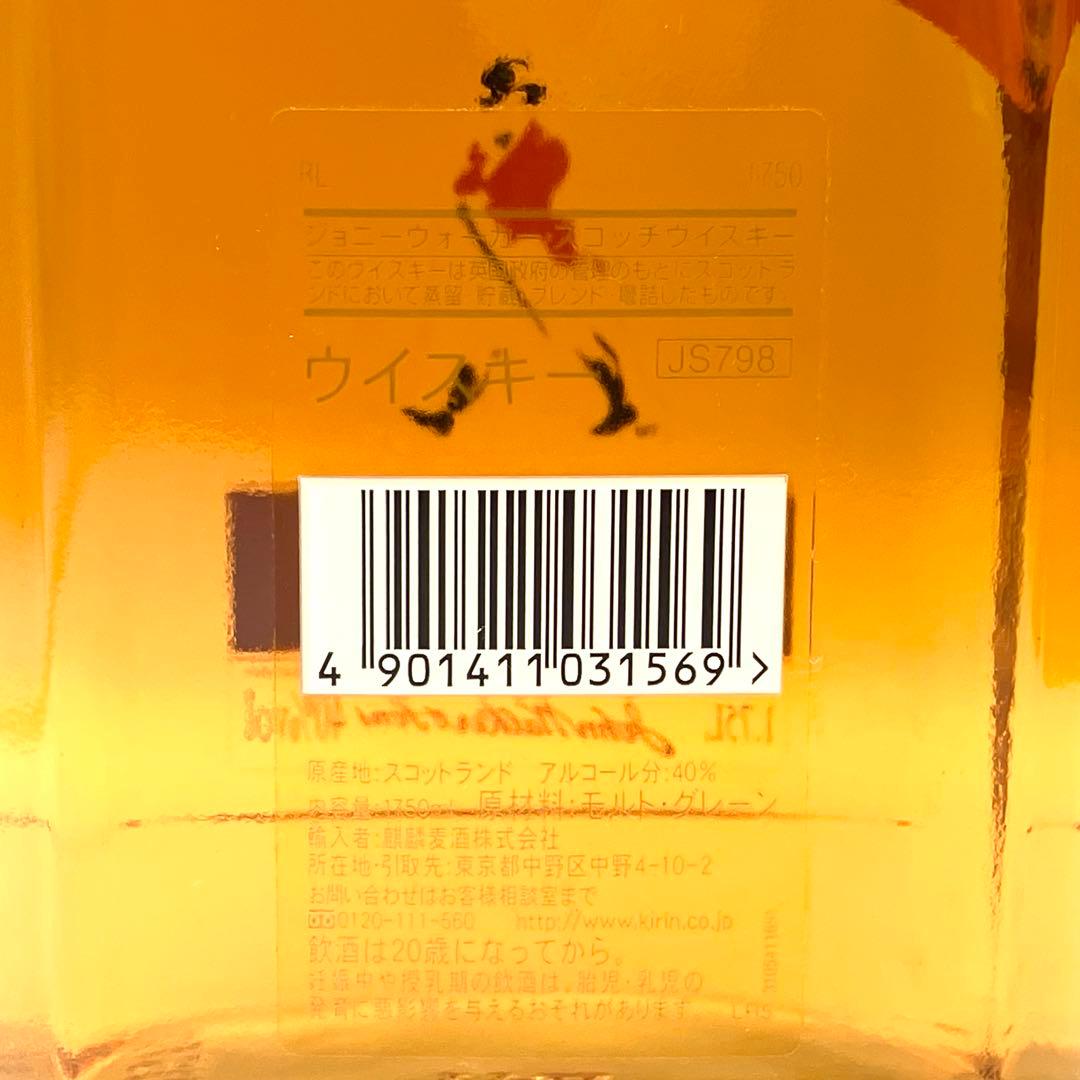 RL 1750
ジョニーウォーカー・スコッチウイスキー
このウイスキーは英国政府の管理のもとにスコットラ
ンドにおいて蒸留・貯蔵・ブレンド・壜詰したものです。
ウイスキー JS798
4 901411 031569 >
1.75L John Walker & Sons 40%vol
原産地:スコットランド アルコール分:40%
内容量:1750ml 原材料:モルト・グレーン
輸入者:麒麟麦酒株式会社
所在地・引取先:東京都中野区中野4-10-2
お問い合わせはお客様相談室まで
0120-111-560 http://www.kirin.co.jp
飲酒は20歳になってから。
妊娠中や授乳期の飲酒は、胎児・乳児の
発育に悪影響を与えるおそれがあります。